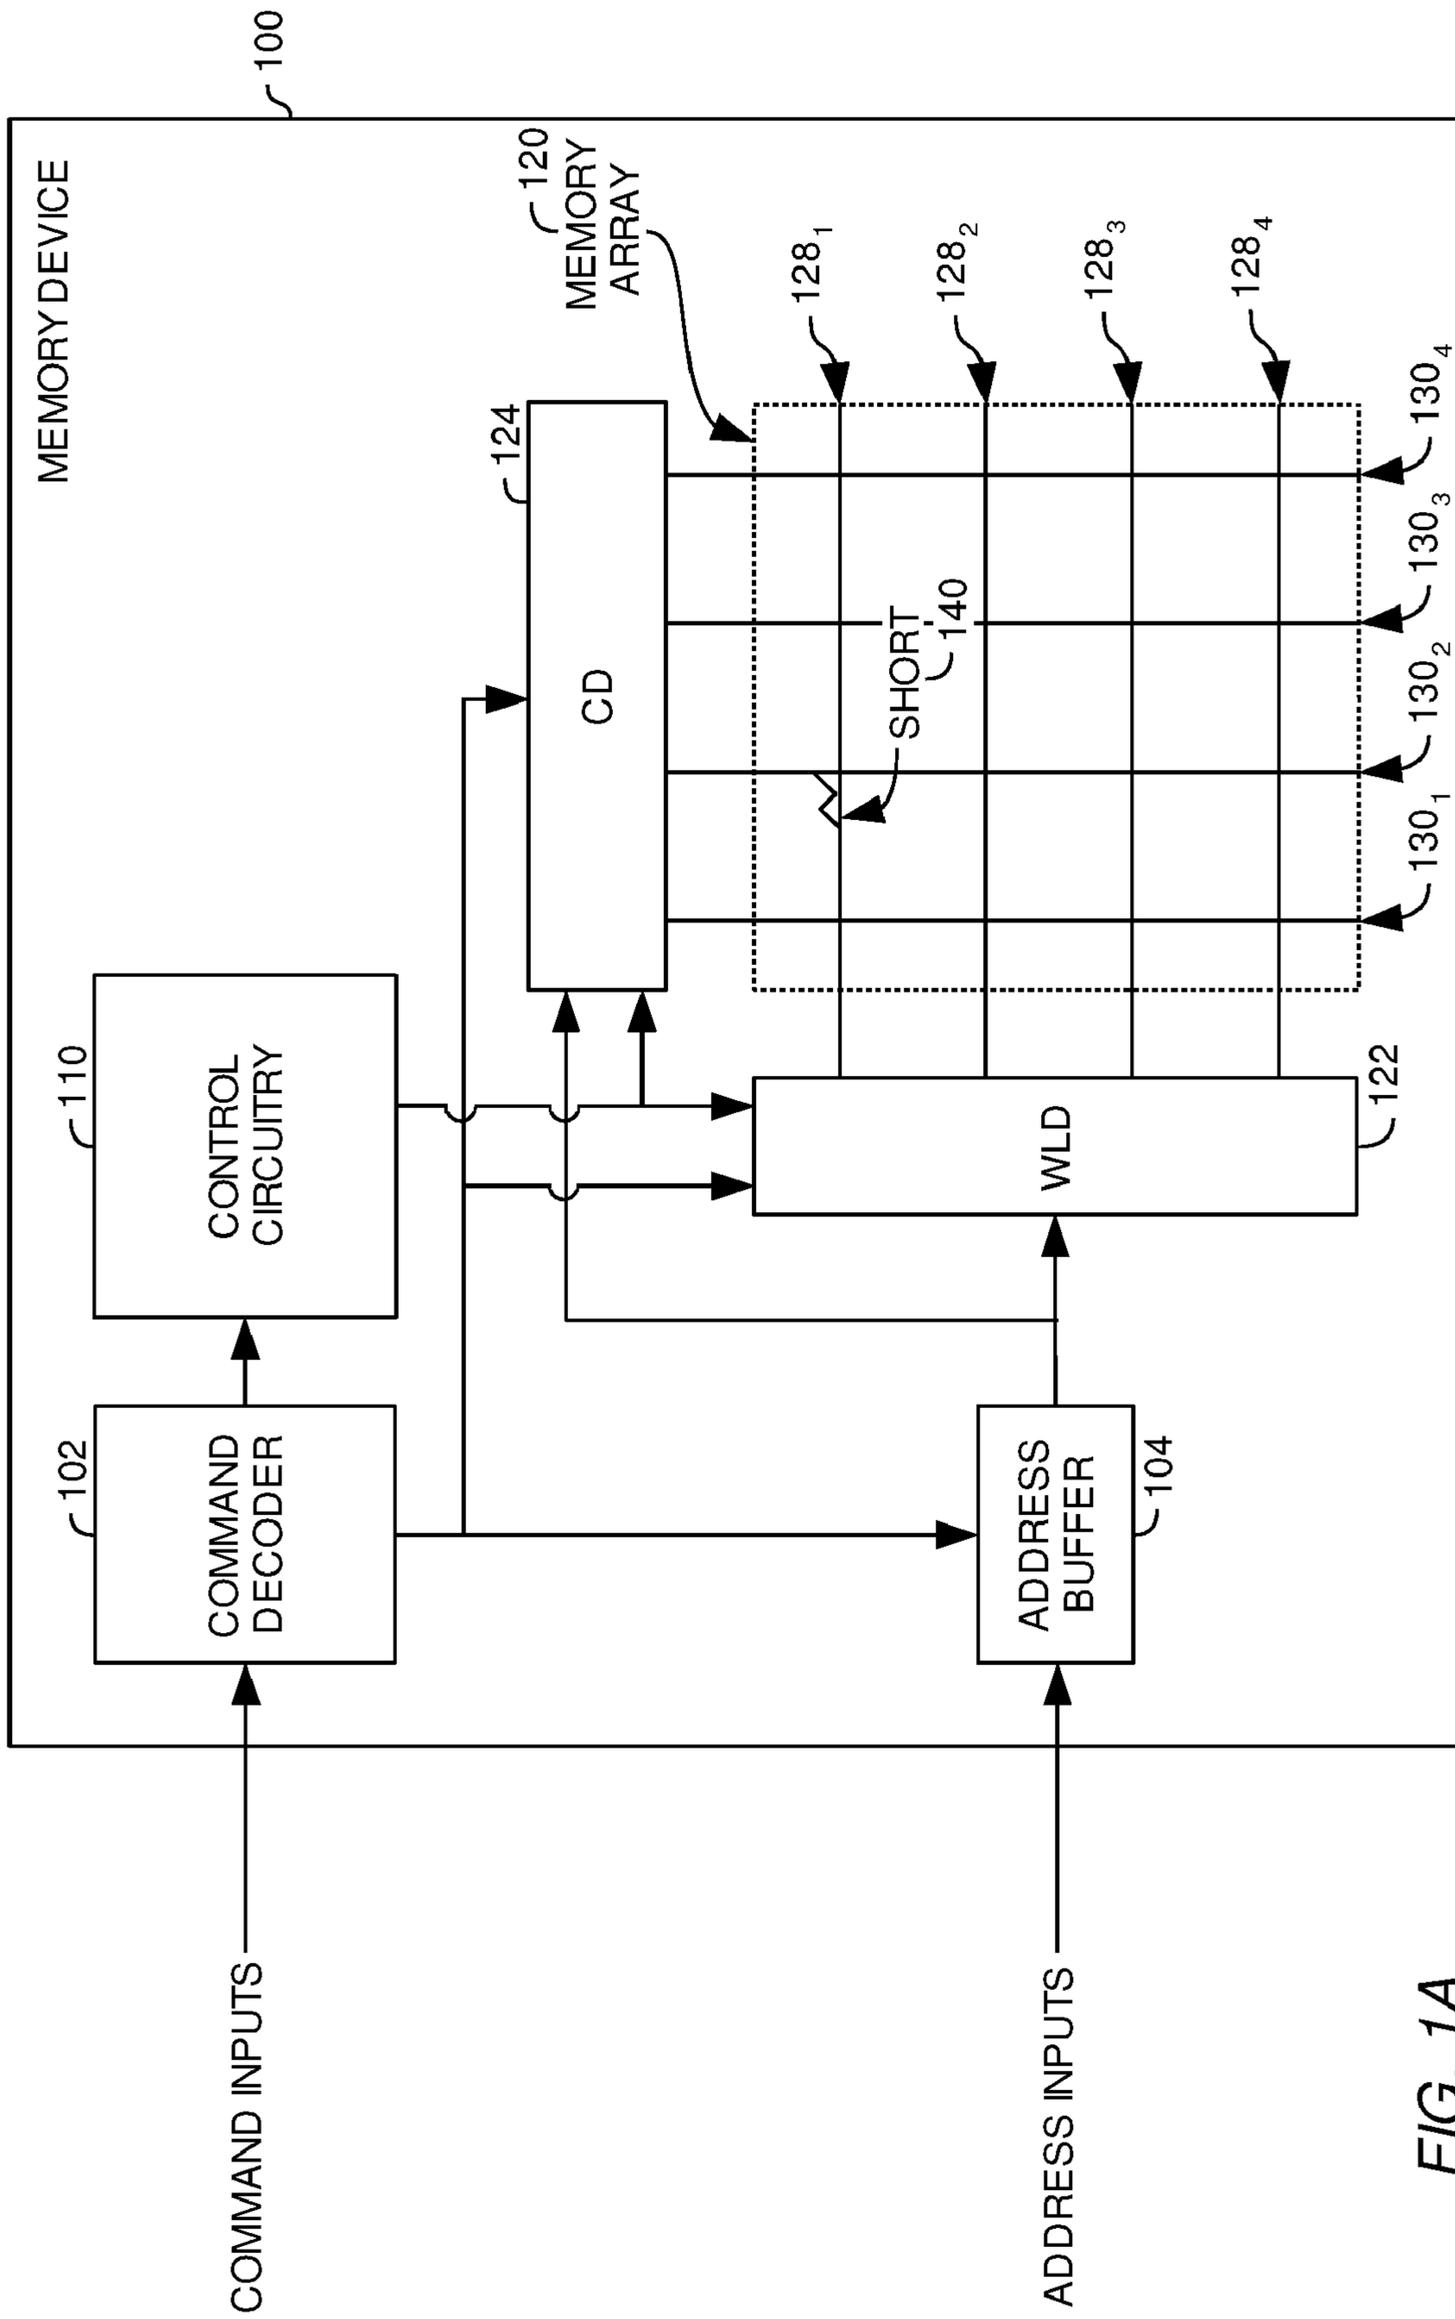 MEMORY DEVICE
100
102
COMMAND
DECODER
110
CONTROL
CIRCUITRY
COMMAND INPUTS
124
CD
120
MEMORY
ARRAY
128₁
SHORT
140
128₂
WLD
128₃
128₄
ADDRESS
BUFFER
104
ADDRESS INPUTS
122
130₁
130₂
130₃
130₄
FIG. 1A